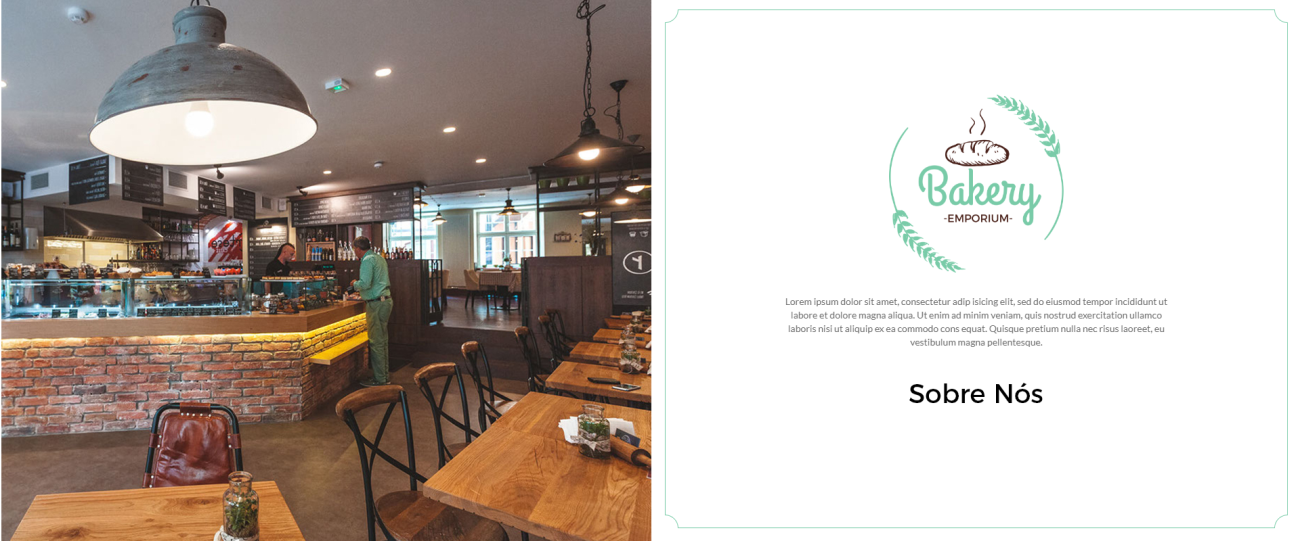 Bakery
-EMPORIUM-
Lorem ipsum dolor sit amet, consectetur adip isicing elit, sed do eiusmod tempor incididunt ut
labore et dolore magna aliqua. Ut enim ad minim veniam, quis nostrud exercitation ullamco
laboris nisi ut aliquip ex ea commodo cons equat. Quisque pretium nulla nec risus laoreet, eu
vestibulum magna pellentesque.
Sobre Nós